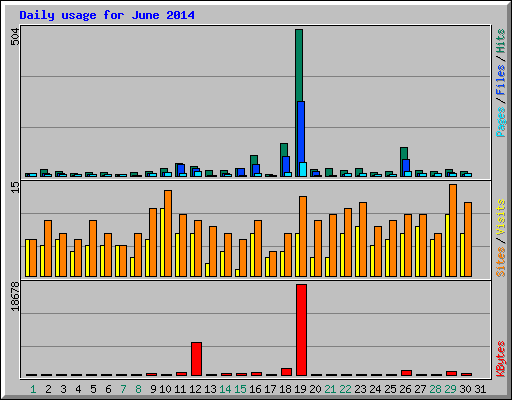 Daily usage for June 2014
504
Pages / Files / Hits
15
Sites / Visits
18678
KBytes
1 2 3 4 5 6 7 8 9 10 11 12 13 14 15 16 17 18 19 20 21 22 23 24 25 26 27 28 29 30 31